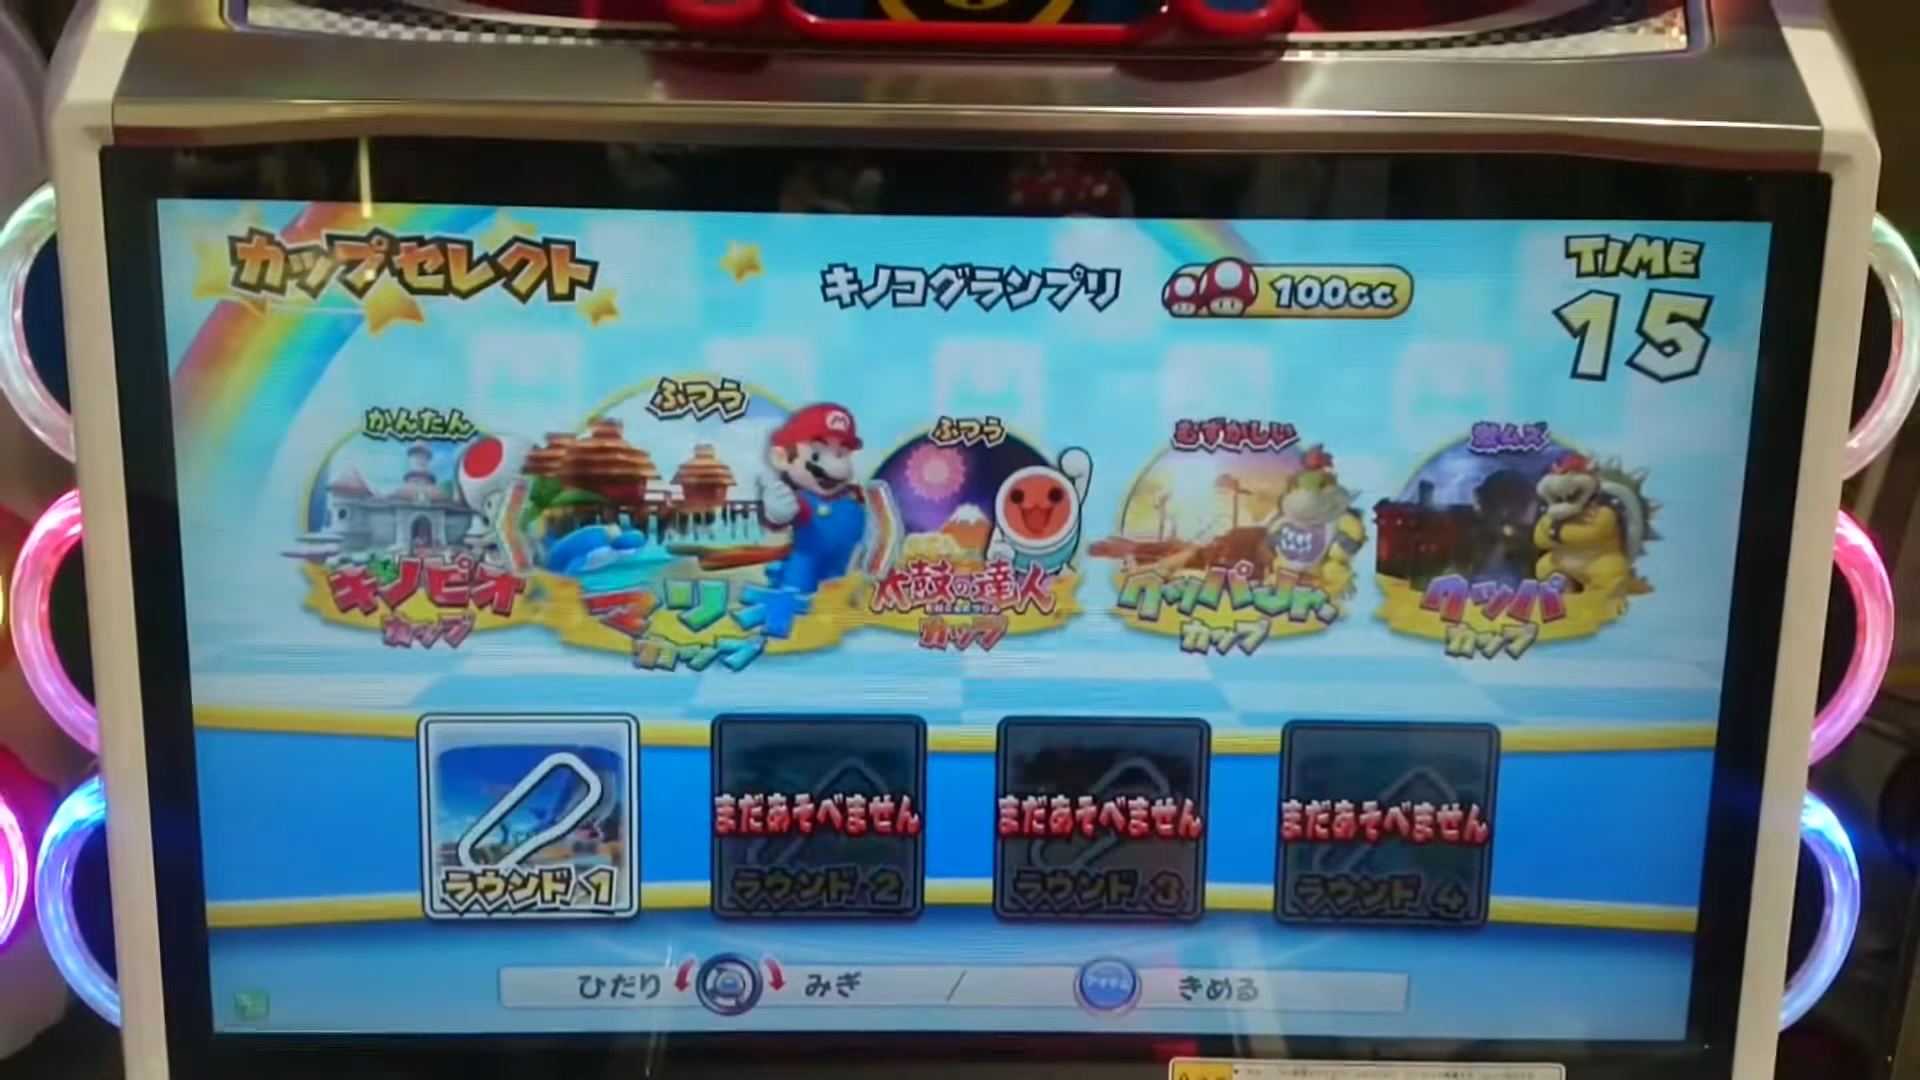 カップセレクト
キノコグランプリ
100cc
TIME
15
かんたん
キノピオ
カップ
ふつう
マリオ
カップ
ふつう
太鼓の達人
カップ
むずかしい
クッパJr.
カップ
激ムズ
クッパ
カップ
ラウンド 1
まだあそべません
ラウンド 2
まだあそべません
ラウンド 3
まだあそべません
ラウンド 4
ひだり みぎ / アイテム きめる